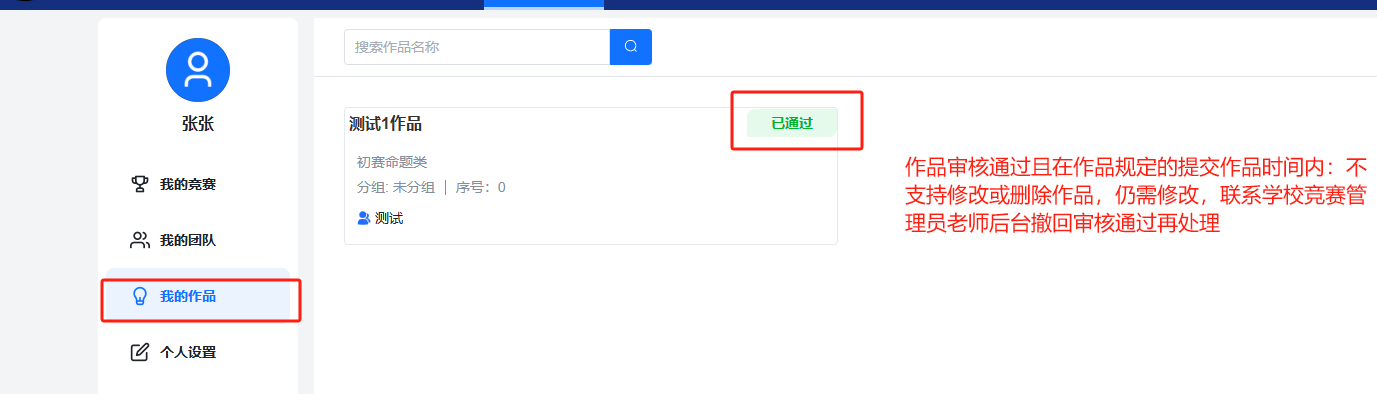 搜索作品名称
张张
我的竞赛
我的团队
我的作品
个人设置
测试1作品
已通过
初赛命题类
分组: 未分组 | 序号：0
测试
作品审核通过且在作品规定的提交作品时间内：不
支持修改或删除作品，仍需修改，联系学校竞赛管
理员老师后台撤回审核通过再处理